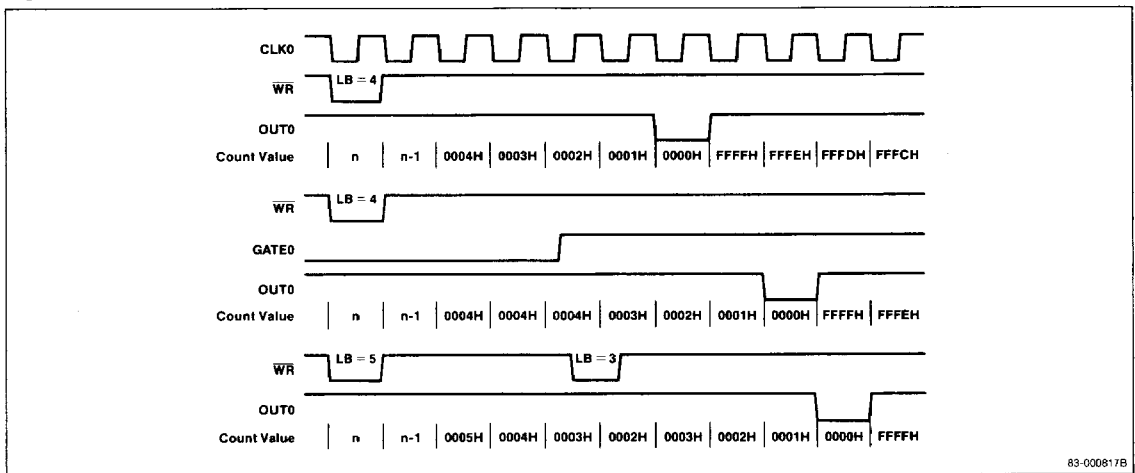 CLK0
WR LB = 4
OUT0
Count Value n n-1 0004H 0003H 0002H 0001H 0000H FFFFH FFFEH FFFDH FFFCH
WR LB = 4
GATE0
OUT0
Count Value n n-1 0004H 0004H 0004H 0003H 0002H 0001H 0000H FFFFH FFFEH
WR LB = 5 LB = 3
OUT0
Count Value n n-1 0005H 0004H 0003H 0002H 0003H 0002H 0001H 0000H FFFFH
83-000817B